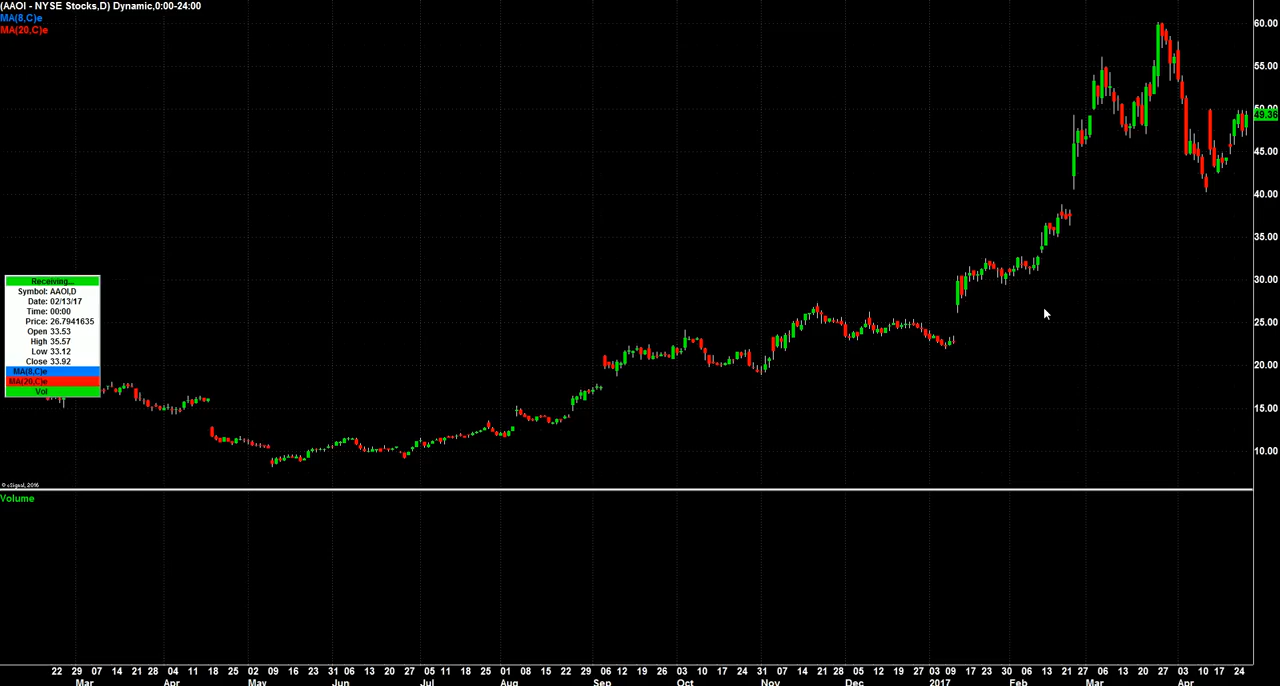 (AAOI - NYSE Stocks,D) Dynamic,0:00-24:00
MA(8,C)e
MA(20,C)e
60.00
55.00
50.00
49.36
45.00
40.00
35.00
30.00
25.00
20.00
15.00
10.00
Receiving...
Symbol: AAOI,D
Date: 02/13/17
Time: 00:00
Price: 26.7941635
Open 33.53
High 35.57
Low 33.12
Close 33.92
MA(8,C)e
MA(20,C)e
Vol
© eSignal, 2016
Volume
22 29 07 14 21 28 04 11 18 25 02 09 16 23 31 06 13 20 27 05 11 18 25 01 08 15 22 29 06 12 19 26 03 10 17 24 31 07 14 21 28 05 12 19 27 03 09 17 23 30 06 13 21 27 06 13 20 27 03 10 17 24
Mar Apr May Jun Jul Aug Sep Oct Nov Dec 2017 Feb Mar Apr